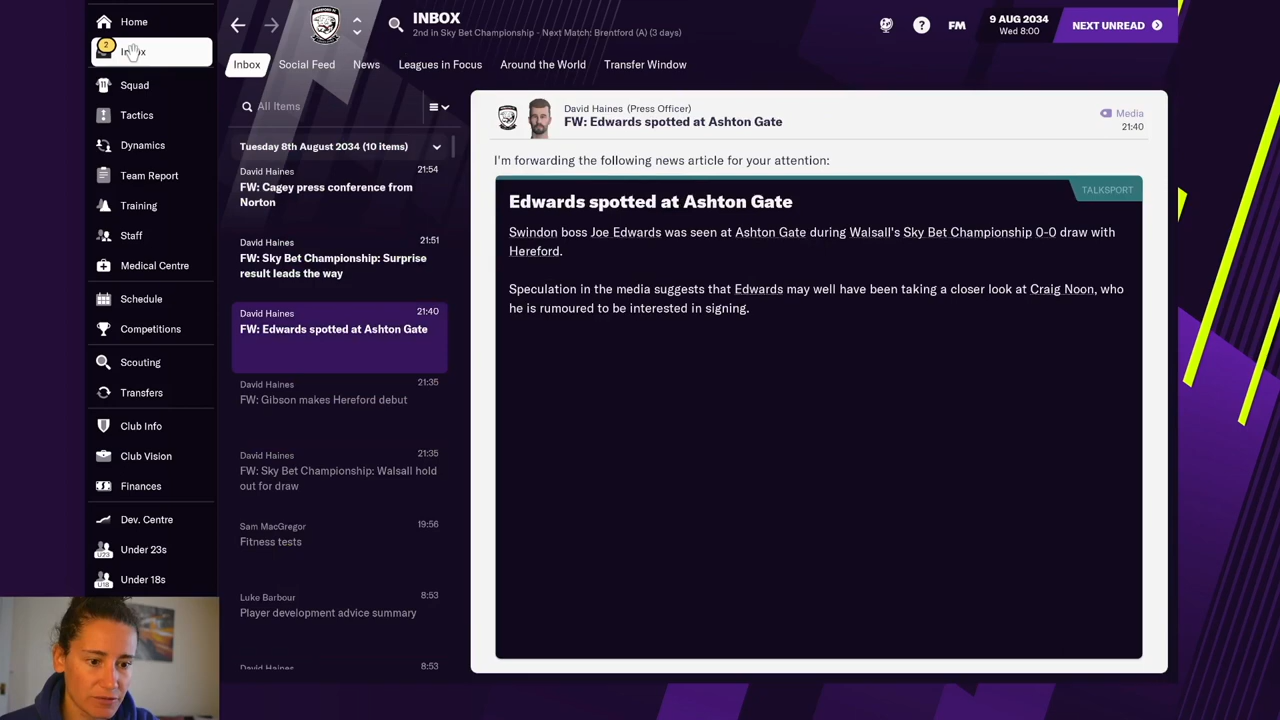 Home
2
Squad
Tactics
Dynamics
Team Report
Training
Staff
Medical Centre
Schedule
Competitions
Scouting
Transfers
Club Info
Club Vision
Finances
Dev. Centre
U23
Under 23s
U18
Under 18s
INBOX
2nd in Sky Bet Championship - Next Match: Brentford (A) (3 days)
?
FM
9 AUG 2034
Wed 8:00
NEXT UNREAD
Inbox
Social Feed
News
Leagues in Focus
Around the World
Transfer Window
All Items
Tuesday 8th August 2034 (10 items)
David Haines
21:54
FW: Cagey press conference from
Norton
David Haines
21:51
FW: Sky Bet Championship: Surprise
result leads the way
David Haines
21:40
FW: Edwards spotted at Ashton Gate
David Haines
21:35
FW: Gibson makes Hereford debut
David Haines
21:35
FW: Sky Bet Championship: Walsall hold
out for draw
Sam MacGregor
19:56
Fitness tests
Luke Barbour
8:53
Player development advice summary
David Haines
8:53
David Haines (Press Officer)
FW: Edwards spotted at Ashton Gate
Media
21:40
I'm forwarding the following news article for your attention:
TALKSPORT
Edwards spotted at Ashton Gate
Swindon boss Joe Edwards was seen at Ashton Gate during Walsall's Sky Bet Championship 0-0 draw with
Hereford.
Speculation in the media suggests that Edwards may well have been taking a closer look at Craig Noon, who
he is rumoured to be interested in signing.